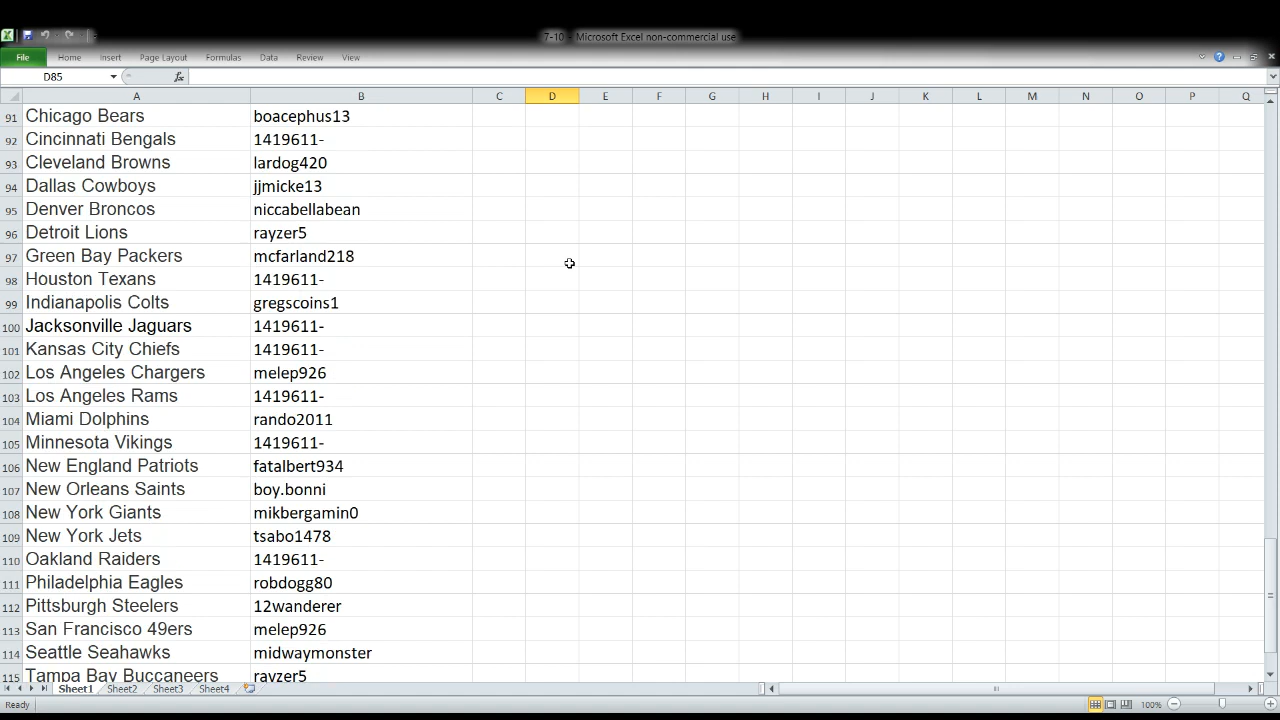 7-10 - Microsoft Excel non-commercial use
File Home Insert Page Layout Formulas Data Review View
D85 fx
A B C D E F G H I J K L M N O P Q
91 Chicago Bears boacephus13
92 Cincinnati Bengals 1419611-
93 Cleveland Browns lardog420
94 Dallas Cowboys jjmicke13
95 Denver Broncos niccabellabean
96 Detroit Lions rayzer5
97 Green Bay Packers mcfarland218
98 Houston Texans 1419611-
99 Indianapolis Colts gregscoins1
100 Jacksonville Jaguars 1419611-
101 Kansas City Chiefs 1419611-
102 Los Angeles Chargers melep926
103 Los Angeles Rams 1419611-
104 Miami Dolphins rando2011
105 Minnesota Vikings 1419611-
106 New England Patriots fatalbert934
107 New Orleans Saints boy.bonni
108 New York Giants mikbergamin0
109 New York Jets tsabo1478
110 Oakland Raiders 1419611-
111 Philadelphia Eagles robdogg80
112 Pittsburgh Steelers 12wanderer
113 San Francisco 49ers melep926
114 Seattle Seahawks midwaymonster
115 Tampa Bay Buccaneers rayzer5
Sheet1 Sheet2 Sheet3 Sheet4
Ready 100%